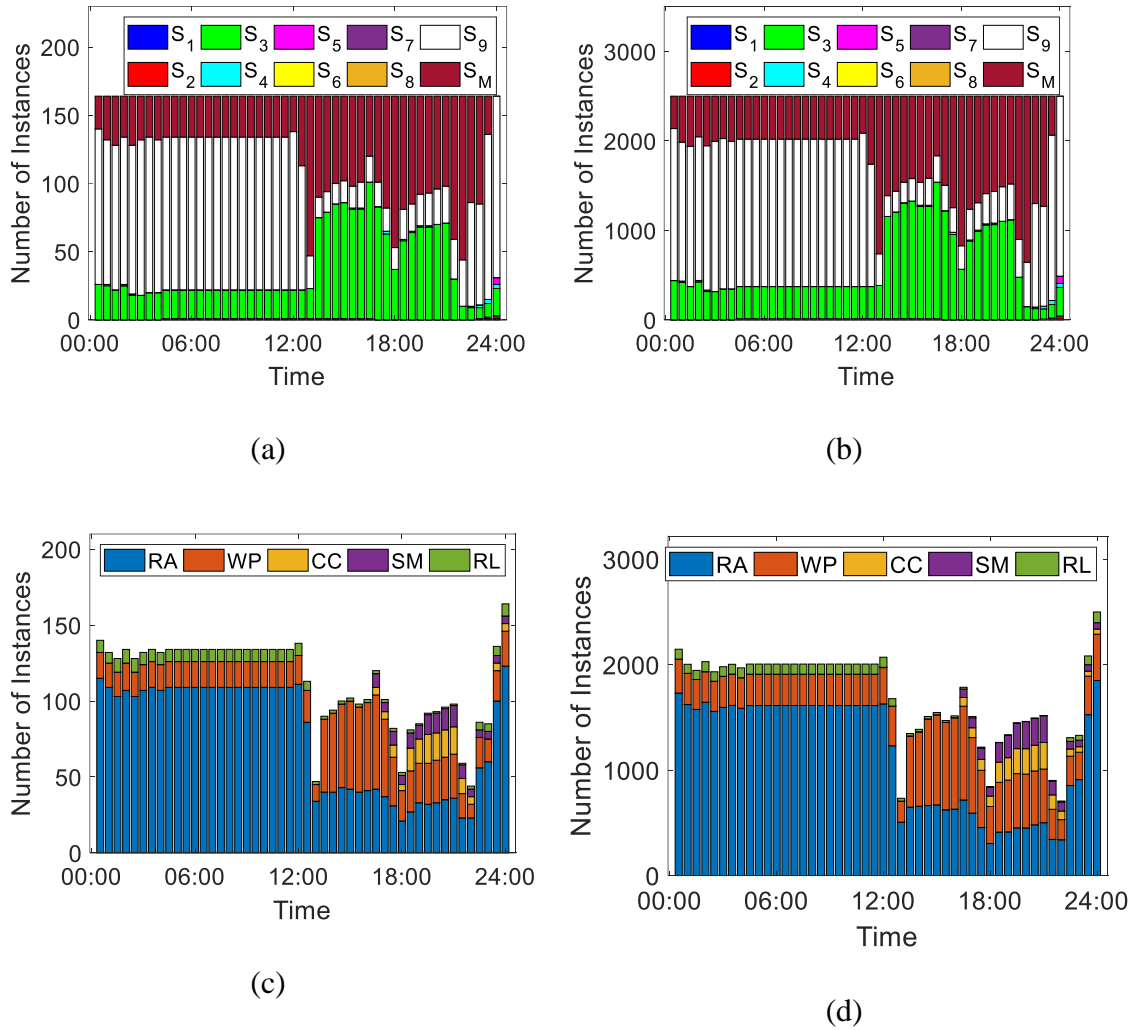 (a)
S1 S3 S5 S7 S9
S2 S4 S6 S8 SM
Number of Instances
200
150
100
50
0
00:00 06:00 12:00 18:00 24:00
Time
(b)
S1 S3 S5 S7 S9
S2 S4 S6 S8 SM
Number of Instances
3000
2000
1000
0
00:00 06:00 12:00 18:00 24:00
Time
(a)
(b)
RA WP CC SM RL
Number of Instances
200
150
100
50
0
00:00 06:00 12:00 18:00 24:00
Time
(c)
RA WP CC SM RL
Number of Instances
3000
2000
1000
0
00:00 06:00 12:00 18:00 24:00
Time
(d)